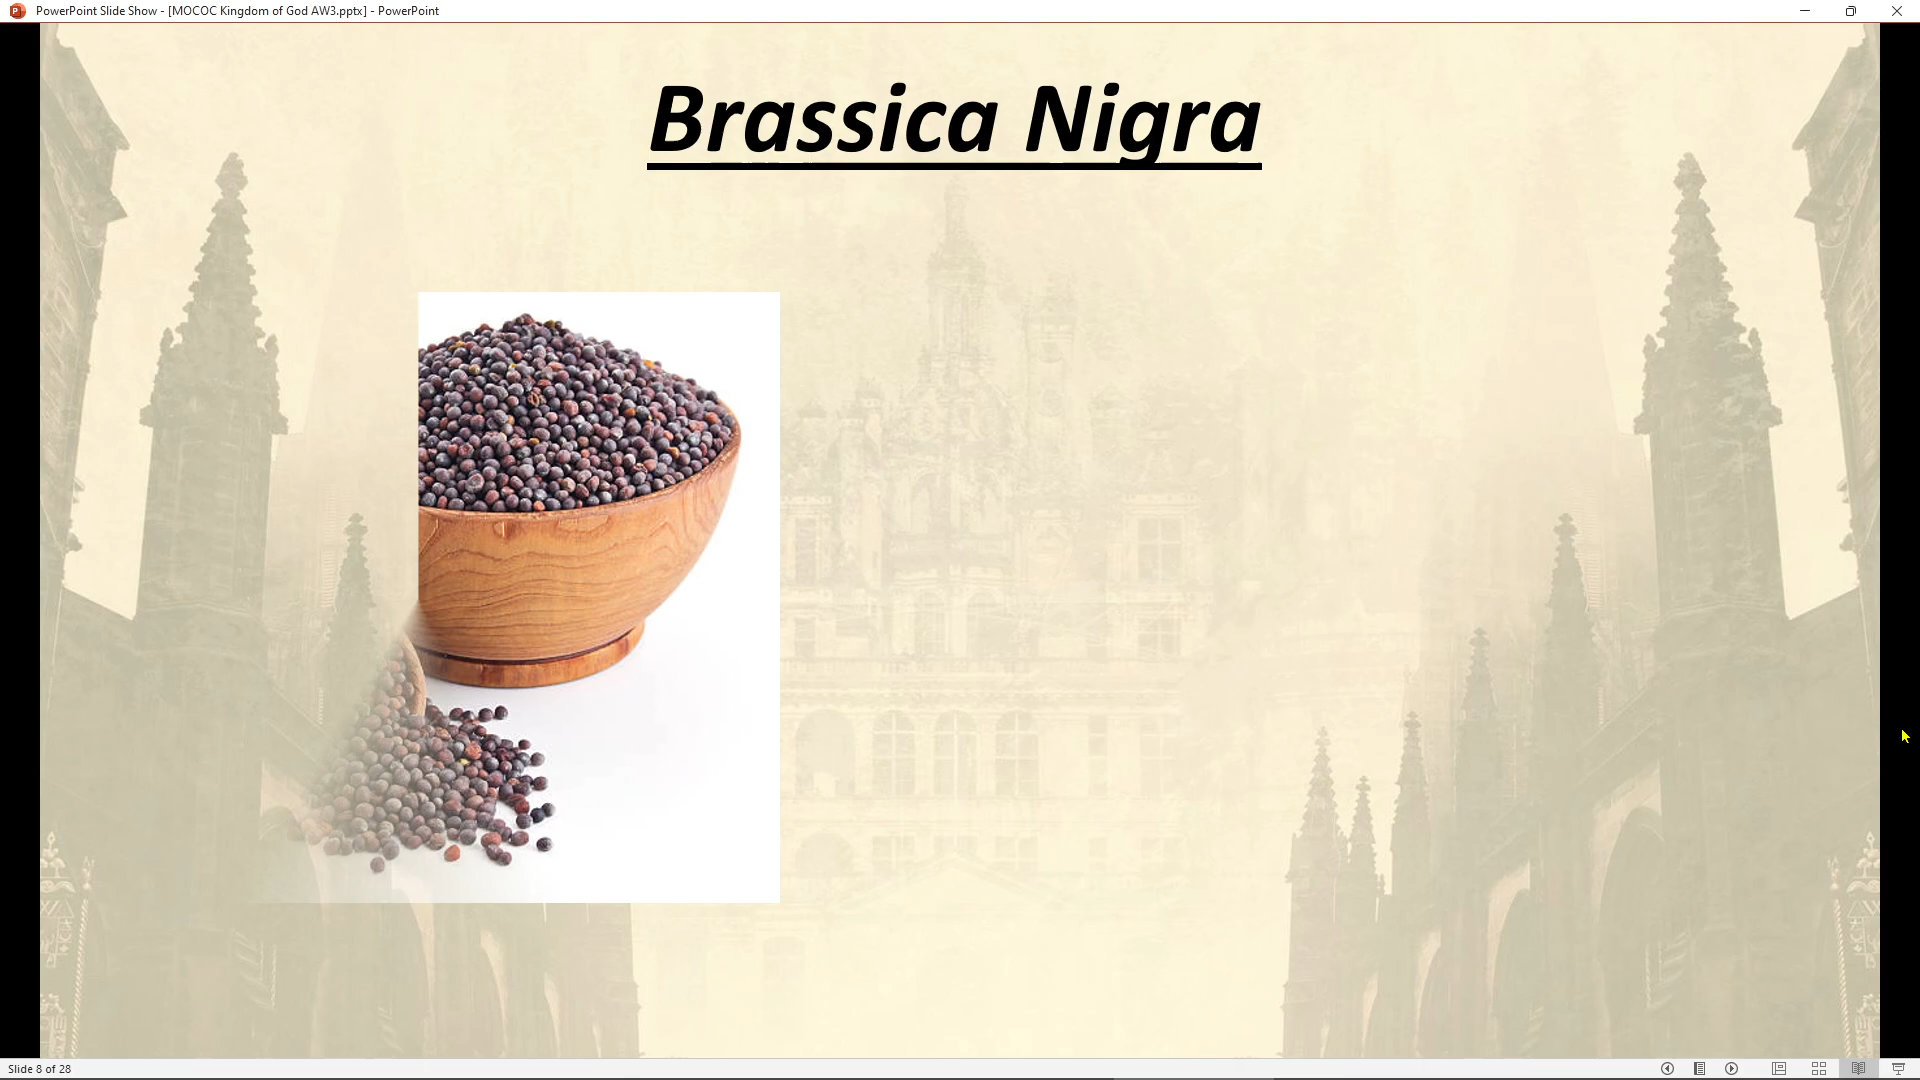 PowerPoint Slide Show - [MOCOC Kingdom of God AW3.pptx] - PowerPoint
Brassica Nigra
Slide 8 of 28